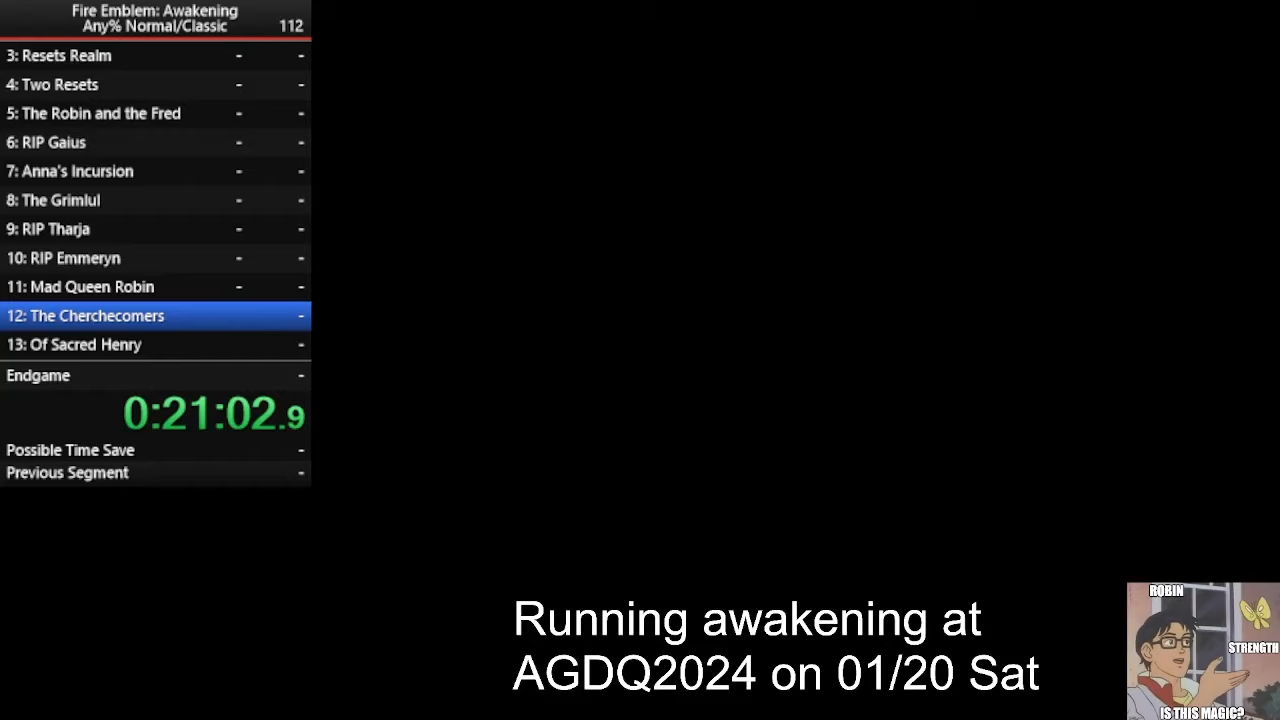 Fire Emblem: Awakening
Any% Normal/Classic 112
3: Resets Realm - -
4: Two Resets - -
5: The Robin and the Fred - -
6: RIP Gaius - -
7: Anna's Incursion - -
8: The Grimlul - -
9: RIP Tharja - -
10: RIP Emmeryn - -
11: Mad Queen Robin - -
12: The Cherchecomers -
13: Of Sacred Henry -
Endgame -
0:21:02.9
Possible Time Save -
Previous Segment -
Running awakening at
AGDQ2024 on 01/20 Sat
ROBIN
STRENGTH
IS THIS MAGIC?